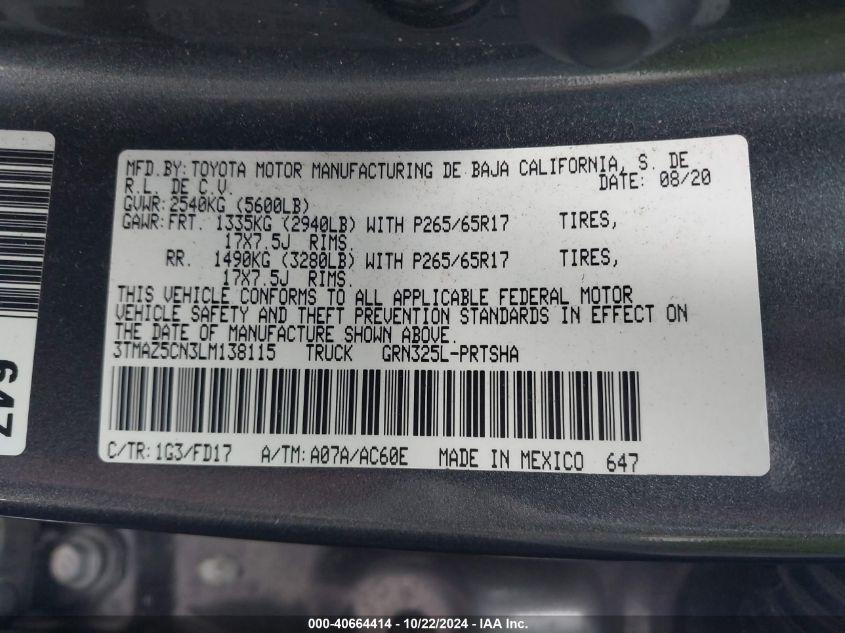 MFD.BY: TOYOTA MOTOR MANUFACTURING DE BAJA CALIFORNIA, S. DE
R.L. DE C.V. DATE: 08/20
GVWR: 2540KG (5600LB)
GAWR: FRT. 1335KG (2940LB) WITH P265/65R17 TIRES,
17X7.5J RIMS.
RR. 1490KG (3280LB) WITH P265/65R17 TIRES,
17X7.5J RIMS.
THIS VEHICLE CONFORMS TO ALL APPLICABLE FEDERAL MOTOR
VEHICLE SAFETY AND THEFT PREVENTION STANDARDS IN EFFECT ON
THE DATE OF MANUFACTURE SHOWN ABOVE.
3TMAZ5CN3LM138115 TRUCK GRN325L-PRTSHA
C/TR: 1G3/FD17 A/TM: A07A/AC60E MADE IN MEXICO 647
647
000-40664414 - 10/22/2024 - IAA Inc.